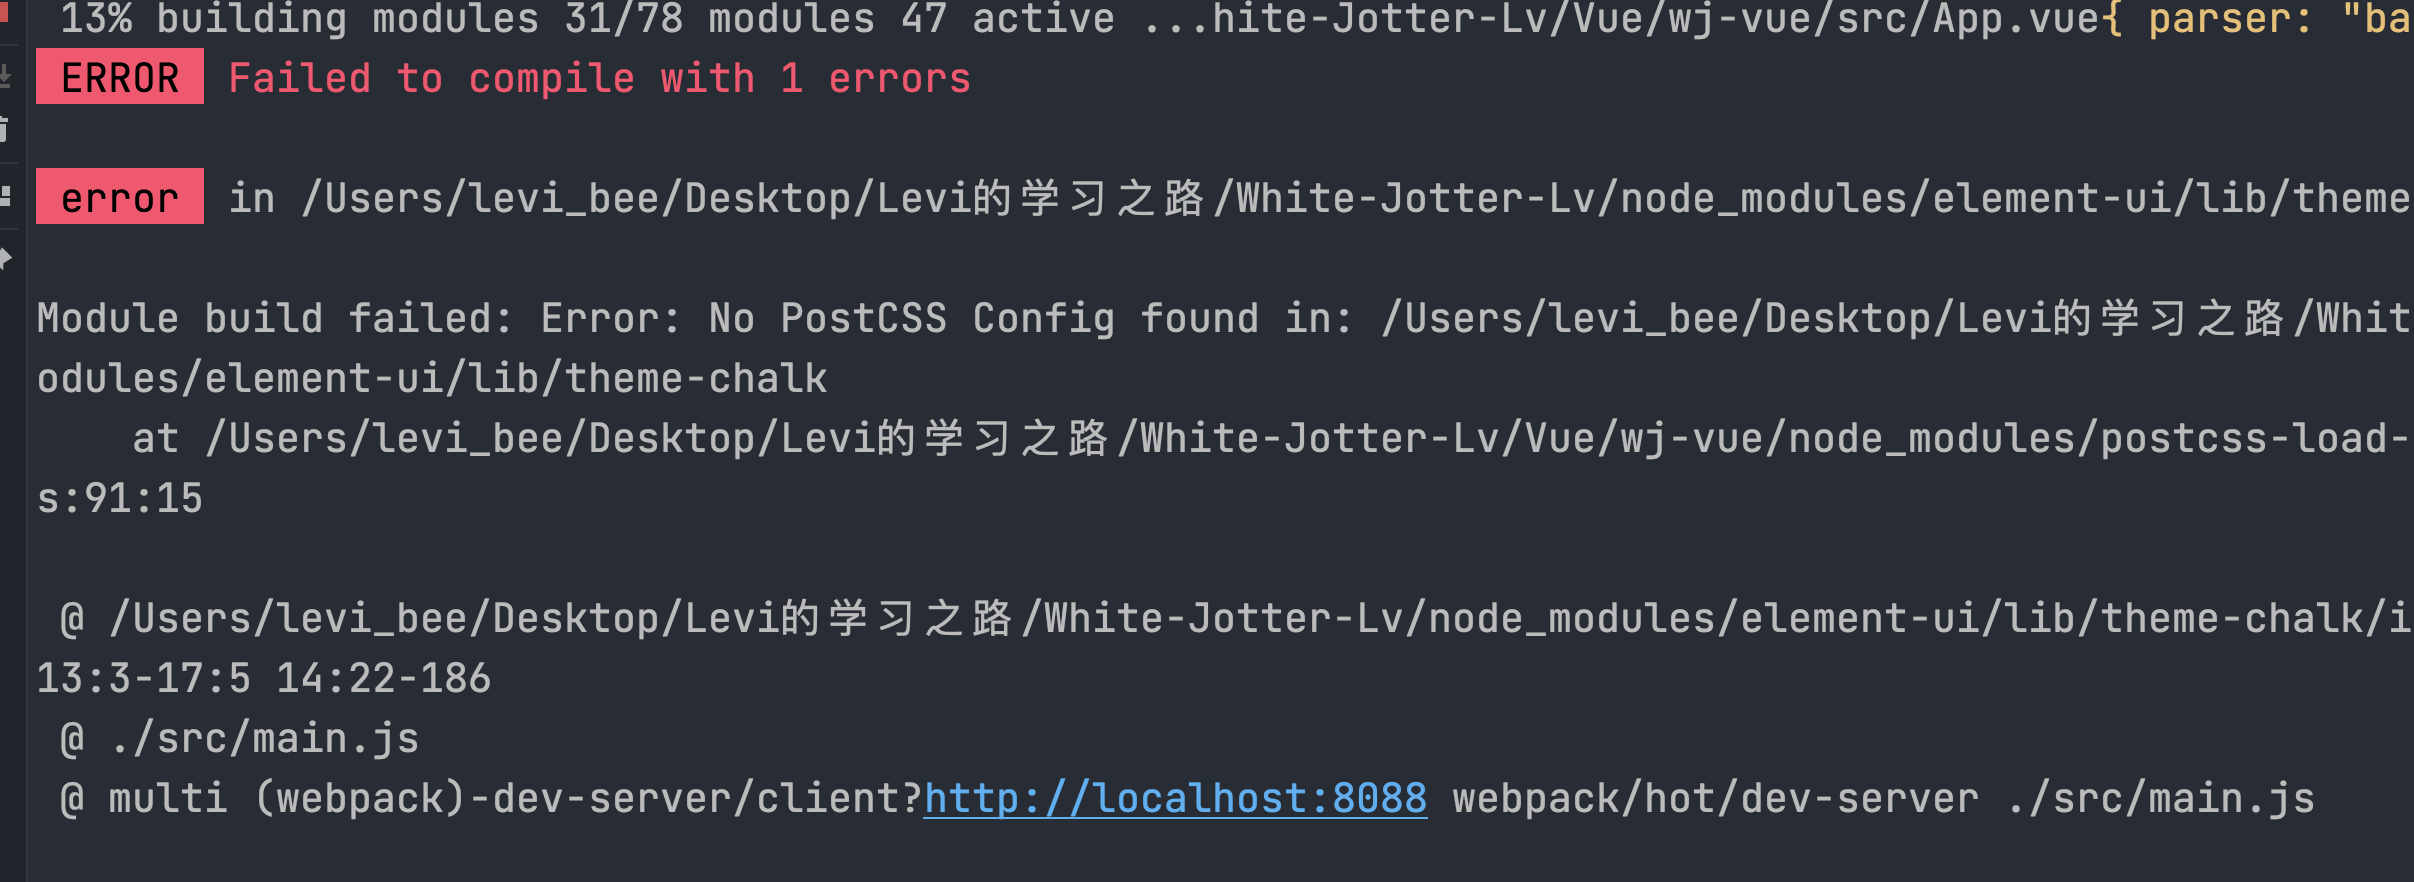 13% building modules 31/78 modules 47 active ...hite-Jotter-Lv/Vue/wj-vue/src/App.vue{ parser: "ba
ERROR Failed to compile with 1 errors
error in /Users/levi_bee/Desktop/Levi的学习之路/White-Jotter-Lv/node_modules/element-ui/lib/theme
Module build failed: Error: No PostCSS Config found in: /Users/levi_bee/Desktop/Levi的学习之路/Whit
odules/element-ui/lib/theme-chalk
at /Users/levi_bee/Desktop/Levi的学习之路/White-Jotter-Lv/Vue/wj-vue/node_modules/postcss-load-
s:91:15
@ /Users/levi_bee/Desktop/Levi的学习之路/White-Jotter-Lv/node_modules/element-ui/lib/theme-chalk/i
13:3-17:5 14:22-186
@ ./src/main.js
@ multi (webpack)-dev-server/client?http://localhost:8088 webpack/hot/dev-server ./src/main.js